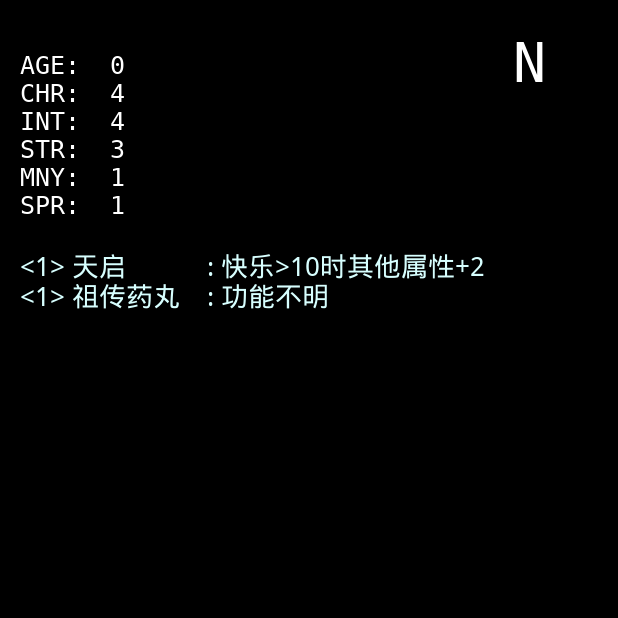 N
AGE: 0
CHR: 4
INT: 4
STR: 3
MNY: 1
SPR: 1
<1> 天启 : 快乐>10时其他属性+2
<1> 祖传药丸 : 功能不明